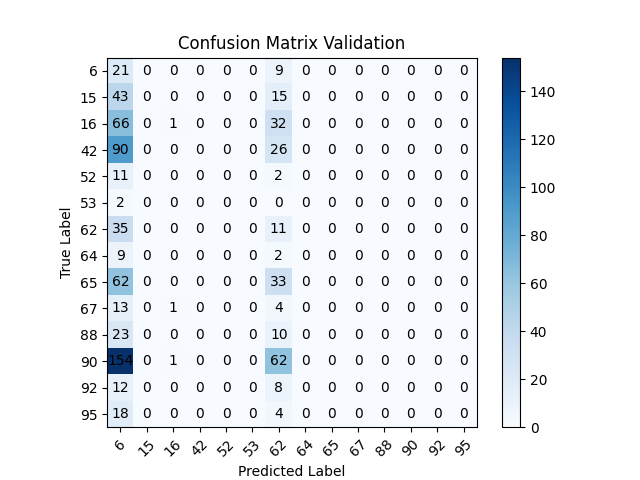 Confusion Matrix Validation
6 21 0 0 0 0 0 9 0 0 0 0 0 0 0
15 43 0 0 0 0 0 15 0 0 0 0 0 0 0
16 66 0 1 0 0 0 32 0 0 0 0 0 0 0
42 90 0 0 0 0 0 26 0 0 0 0 0 0 0
52 11 0 0 0 0 0 2 0 0 0 0 0 0 0
53 2 0 0 0 0 0 0 0 0 0 0 0 0 0
62 35 0 0 0 0 0 11 0 0 0 0 0 0 0
64 9 0 0 0 0 0 2 0 0 0 0 0 0 0
65 62 0 0 0 0 0 33 0 0 0 0 0 0 0
67 13 0 1 0 0 0 4 0 0 0 0 0 0 0
88 23 0 0 0 0 0 10 0 0 0 0 0 0 0
90 154 0 1 0 0 0 62 0 0 0 0 0 0 0
92 12 0 0 0 0 0 8 0 0 0 0 0 0 0
95 18 0 0 0 0 0 4 0 0 0 0 0 0 0
6 15 16 42 52 53 62 64 65 67 88 90 92 95
Predicted Label
True Label
140
120
100
80
60
40
20
0